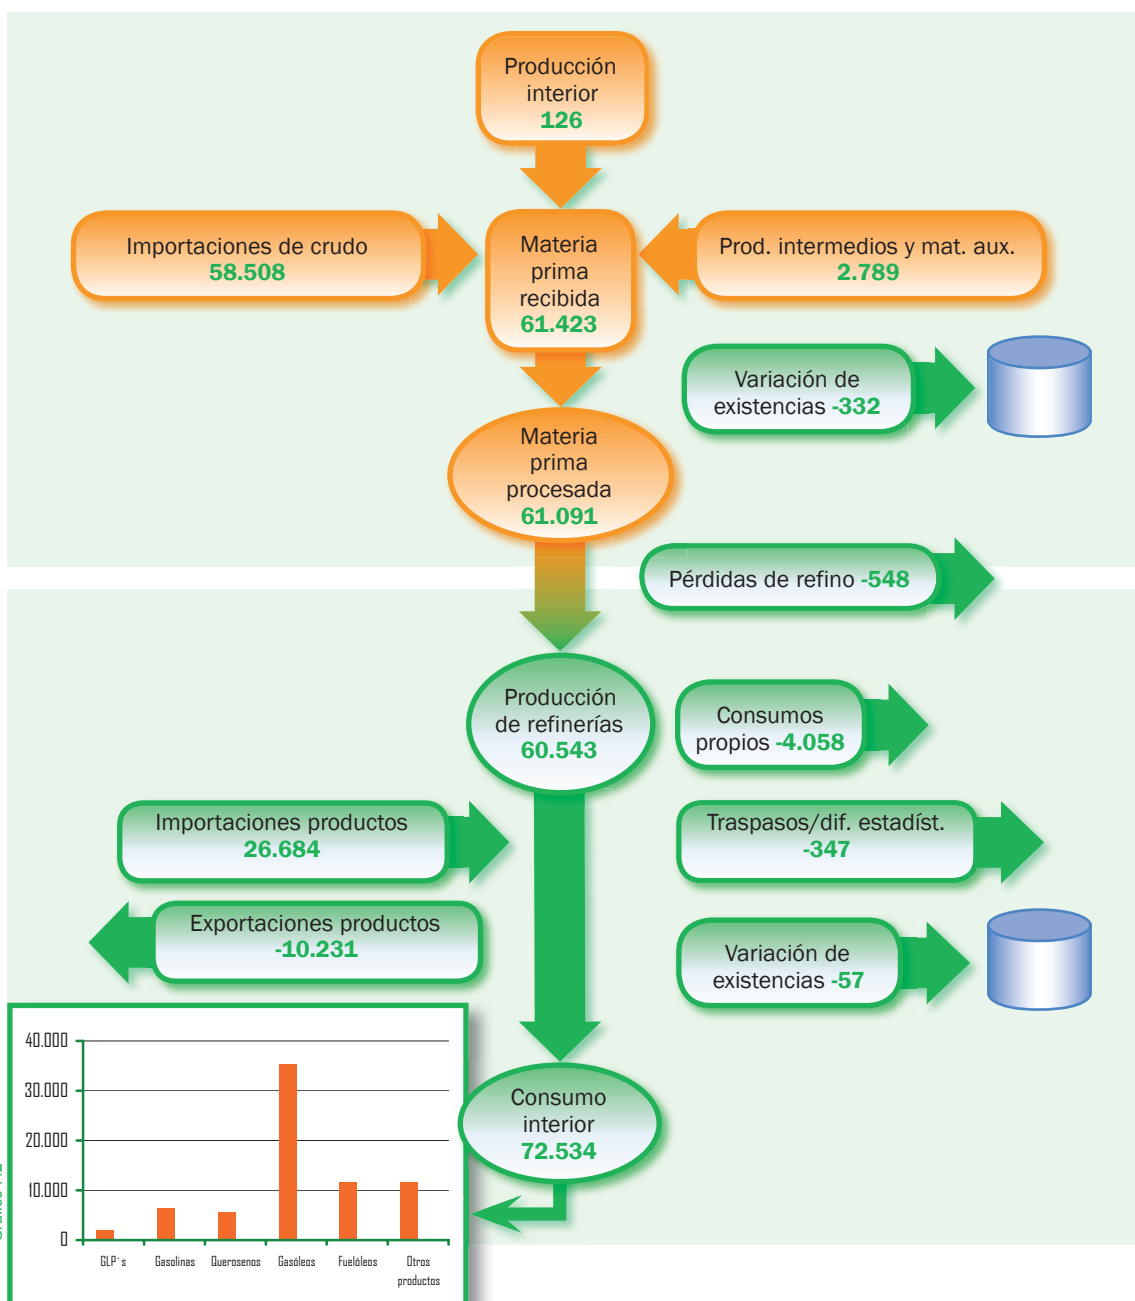 Producción
interior
126
Importaciones de crudo
58.508
Materia
prima
recibida
61.423
Prod. intermedios y mat. aux.
2.789
Variación de
existencias -332
Materia
prima
procesada
61.091
Pérdidas de refino -548
Producción
de refinerías
60.543
Consumos
propios -4.058
Importaciones productos
26.684
Traspasos/dif. estadíst.
-347
Exportaciones productos
-10.231
Variación de
existencias -57
Consumo
interior
72.534
40.000
30.000
20.000
10.000
0
GLP´s
Gasolinas
Querosenos
Gasóleos
Fuelóleos
Otros
productos